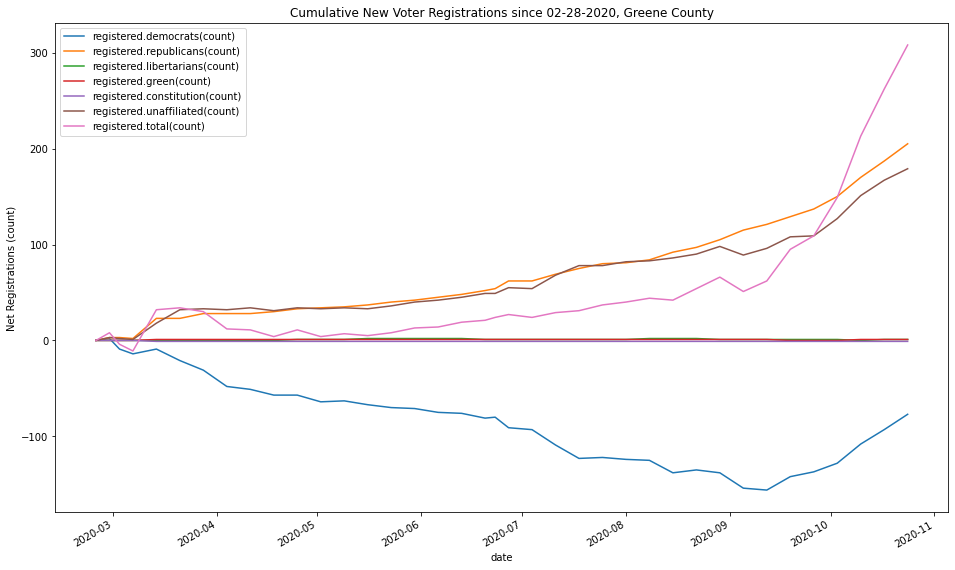 Cumulative New Voter Registrations since 02-28-2020, Greene County
registered.democrats(count)
registered.republicans(count)
registered.libertarians(count)
registered.green(count)
registered.constitution(count)
registered.unaffiliated(count)
registered.total(count)
300
200
100
0
−100
Net Registrations (count)
2020-03
2020-04
2020-05
2020-06
2020-07
2020-08
2020-09
2020-10
2020-11
date